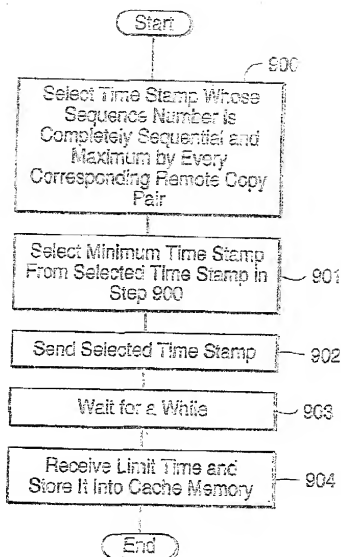 Start
900
Select Time Stamp Whose
Sequence Number Is
Completely Sequential and
Maximum by Every
Corresponding Remote Copy
Pair
Select Minimum Time Stamp
From Selected Time Stamp in
Step 900
901
Send Selected Time Stamp
902
Wait for a While
903
Receive Limit Time and
Store It Into Cache Memory
904
End